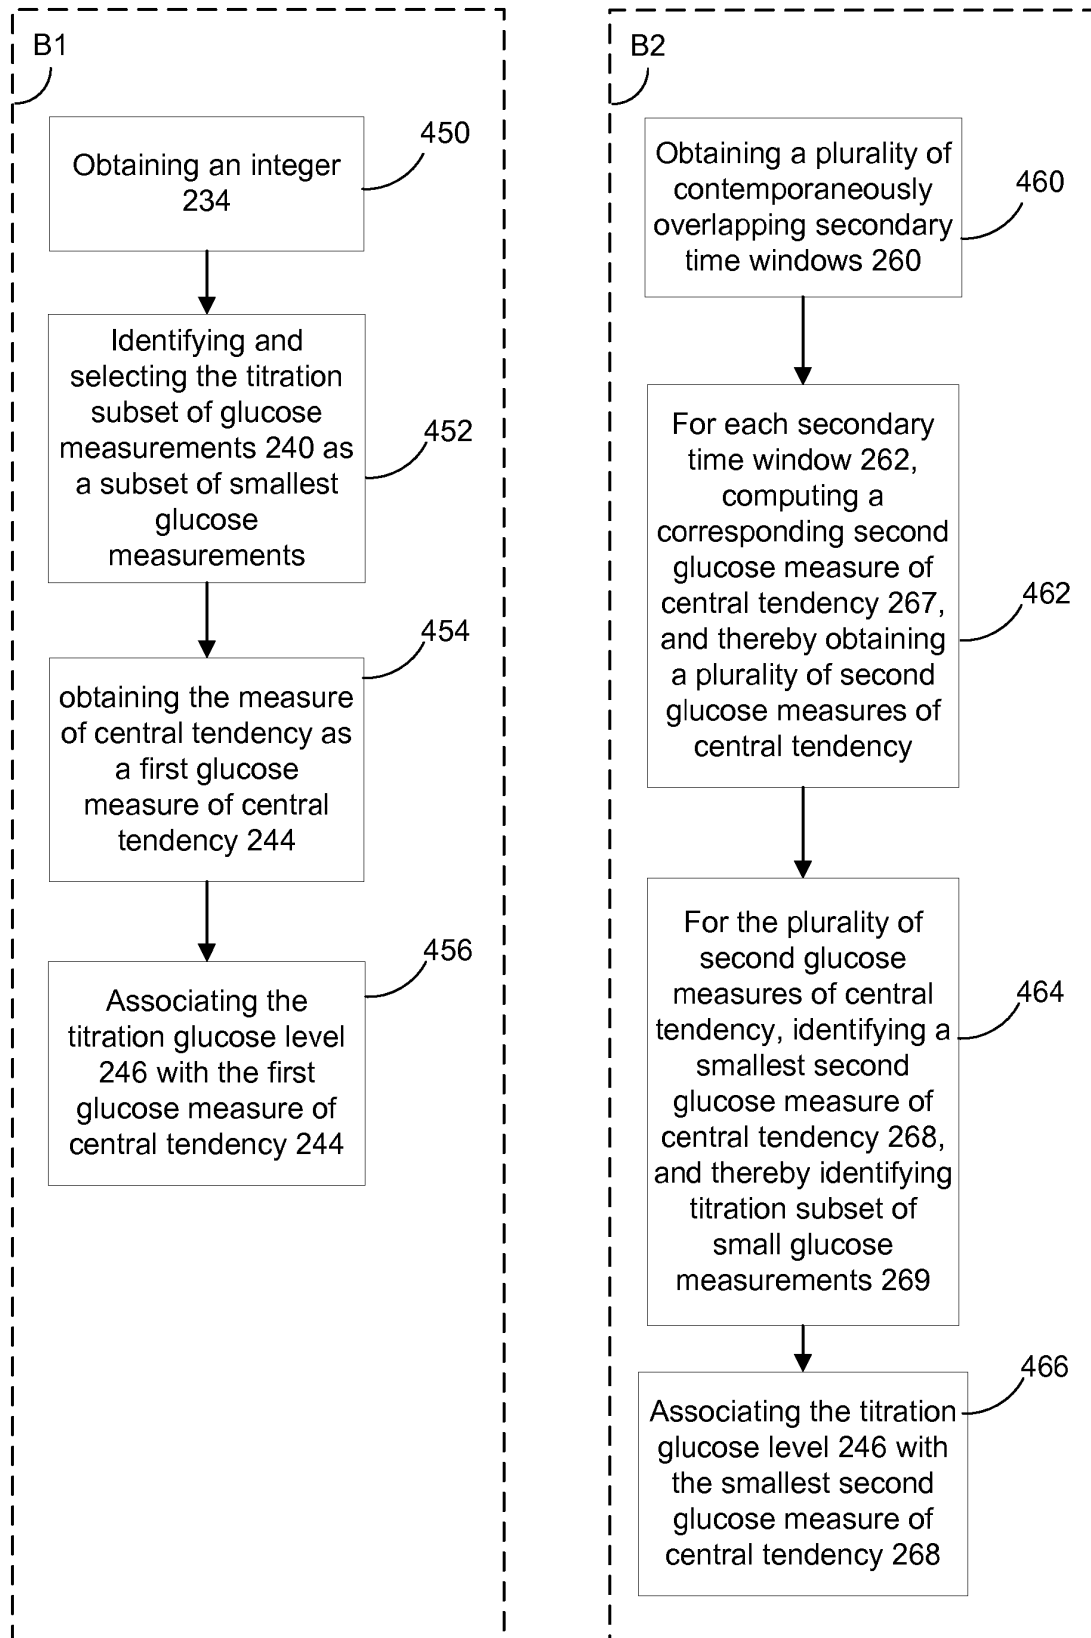 B1
450
Obtaining an integer
234
Identifying and
selecting the titration
subset of glucose
measurements 240 as
a subset of smallest
glucose
measurements
452
454
obtaining the measure
of central tendency as
a first glucose
measure of central
tendency 244
456
Associating the
titration glucose level
246 with the first
glucose measure of
central tendency 244
B2
Obtaining a plurality of
contemporaneously
overlapping secondary
time windows 260
460
For each secondary
time window 262,
computing a
corresponding second
glucose measure of
central tendency 267,
and thereby obtaining
a plurality of second
glucose measures of
central tendency
462
For the plurality of
second glucose
measures of central
tendency, identifying a
smallest second
glucose measure of
central tendency 268,
and thereby identifying
titration subset of
small glucose
measurements 269
464
466
Associating the titration
glucose level 246 with
the smallest second
glucose measure of
central tendency 268